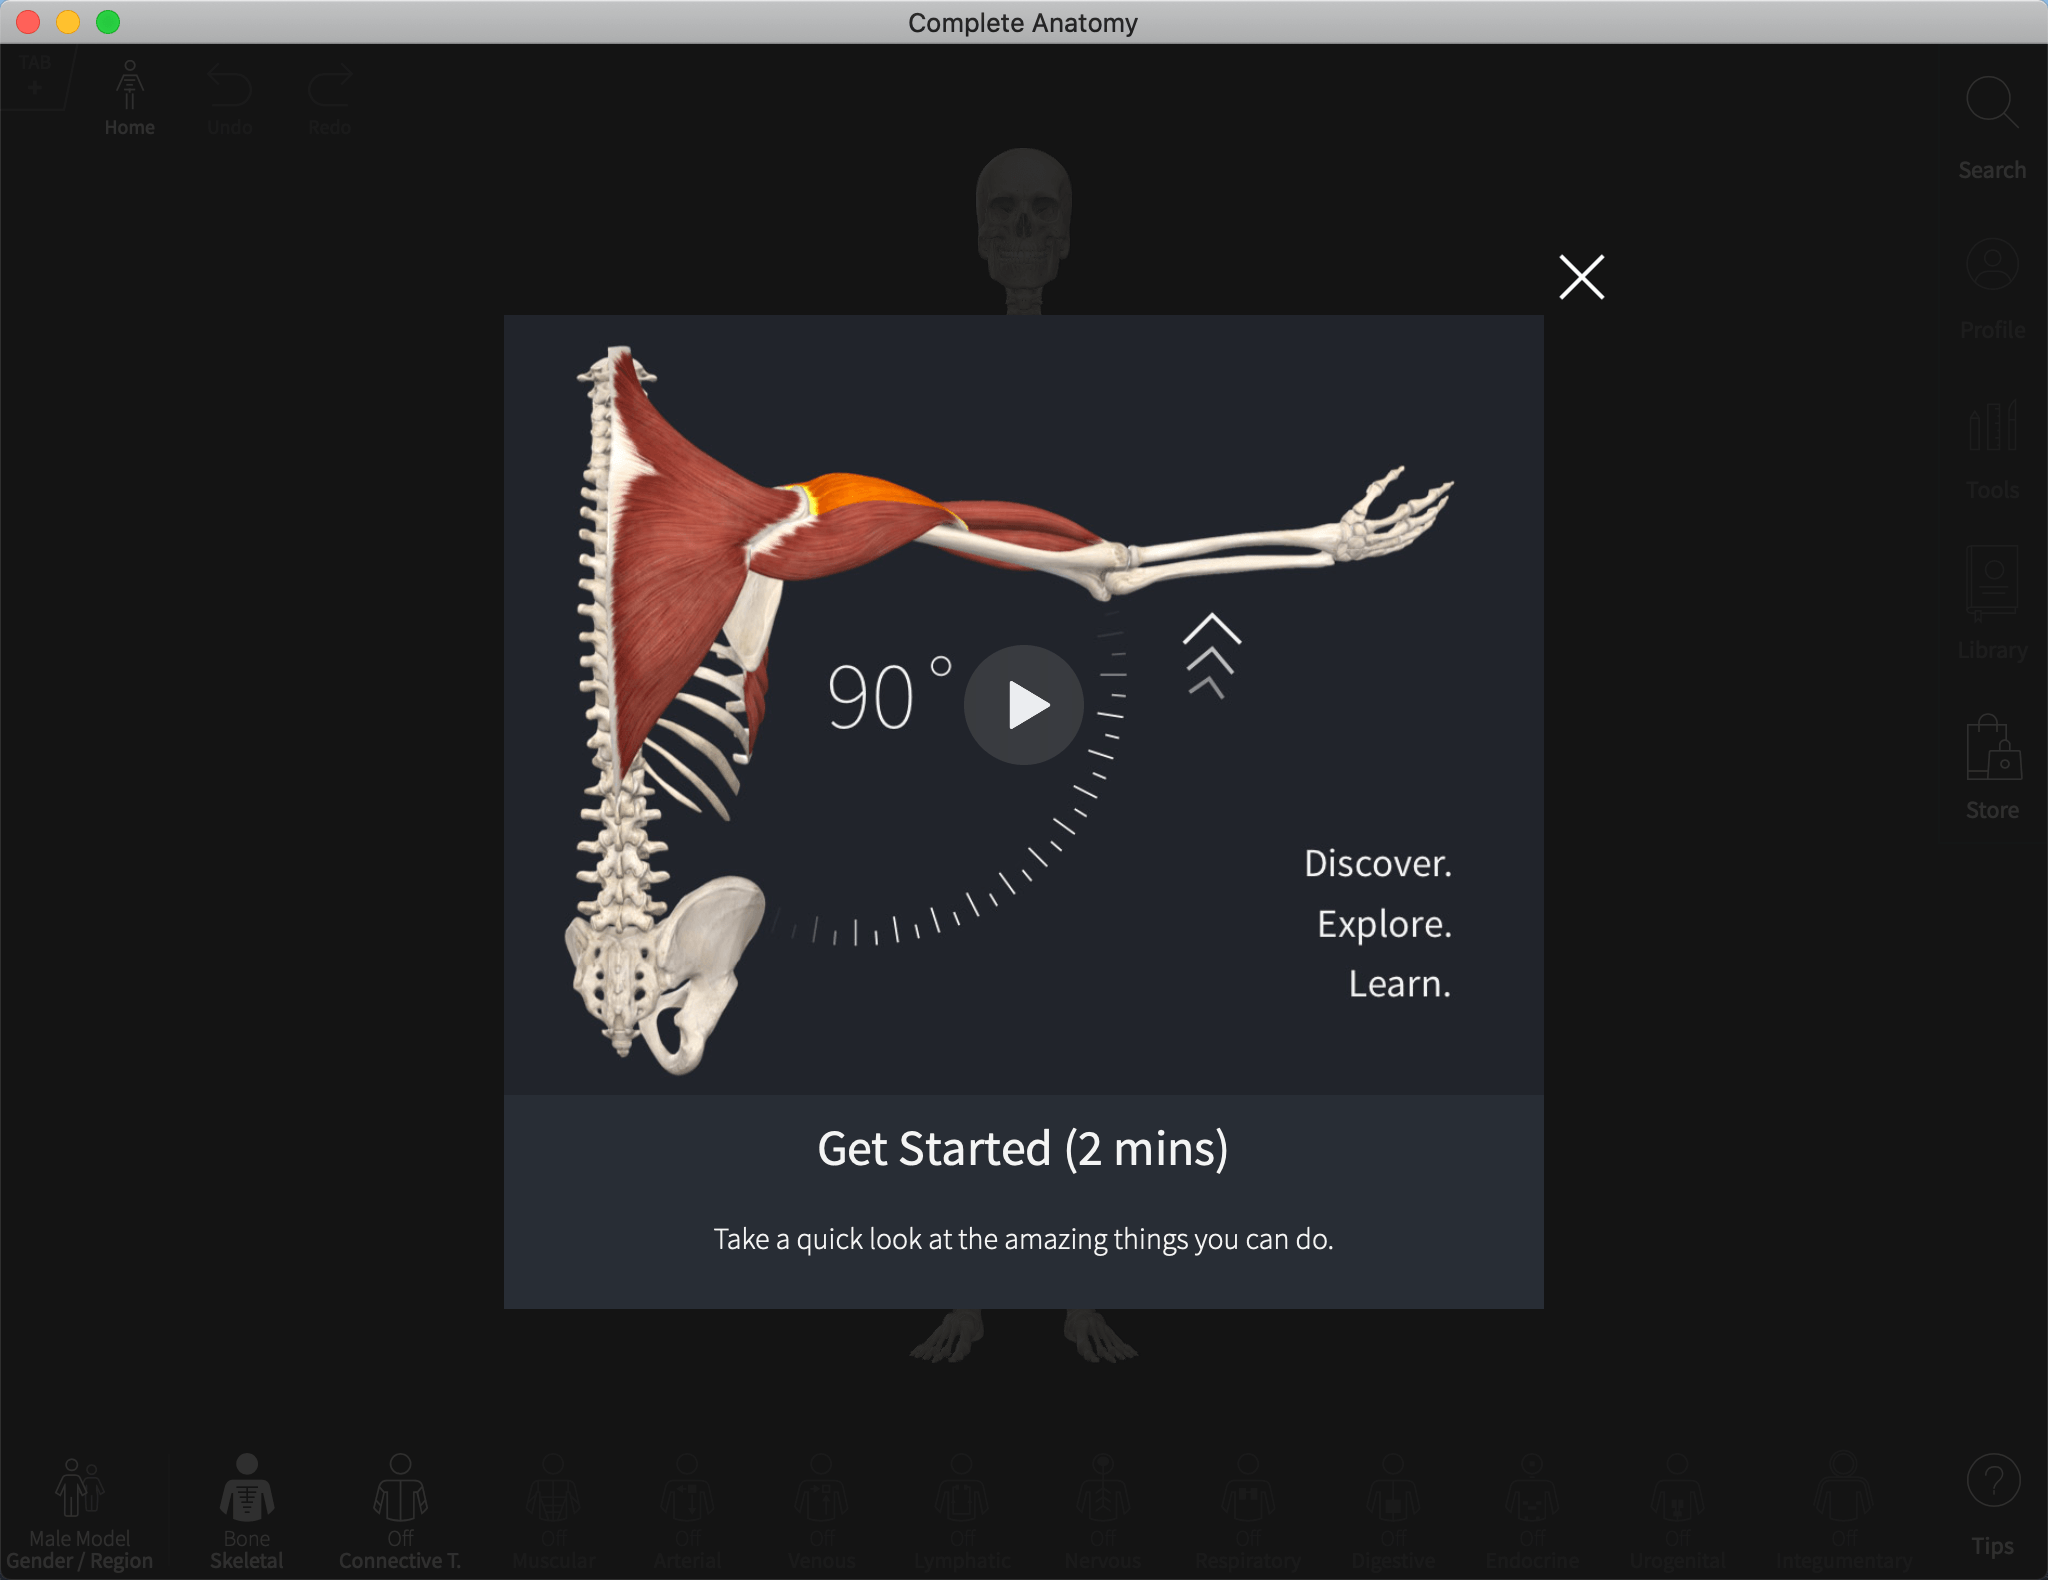 Complete Anatomy
TAB
Home
Undo
Redo
Search
Profile
Tools
Library
Store
90°
Discover.
Explore.
Learn.
Get Started (2 mins)
Take a quick look at the amazing things you can do.
Male Model
Gender / Region
Bone
Skeletal
Off
Connective T.
Off
Muscular
Off
Arterial
Off
Venous
Off
Lymphatic
Off
Nervous
Off
Respiratory
Off
Digestive
Off
Endocrine
Off
Urogenital
Off
Integumentary
?
Tips